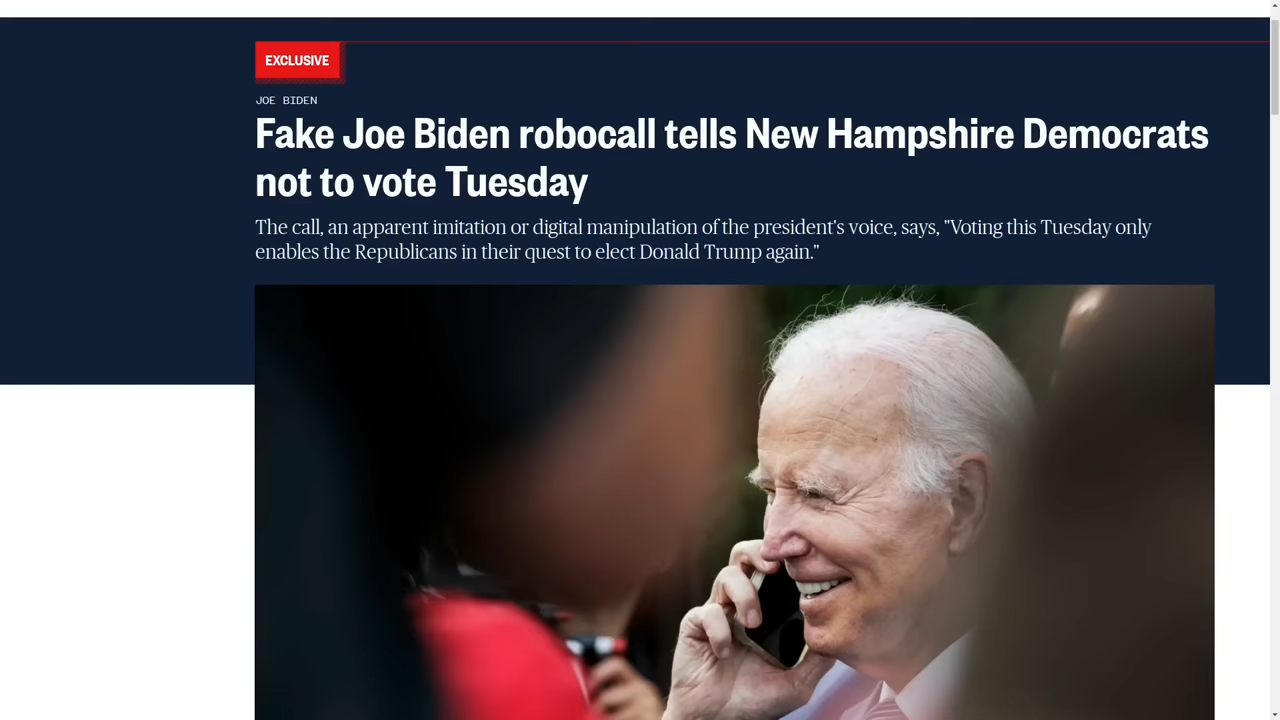 EXCLUSIVE
JOE BIDEN
Fake Joe Biden robocall tells New Hampshire Democrats
not to vote Tuesday
The call, an apparent imitation or digital manipulation of the president's voice, says, "Voting this Tuesday only
enables the Republicans in their quest to elect Donald Trump again."